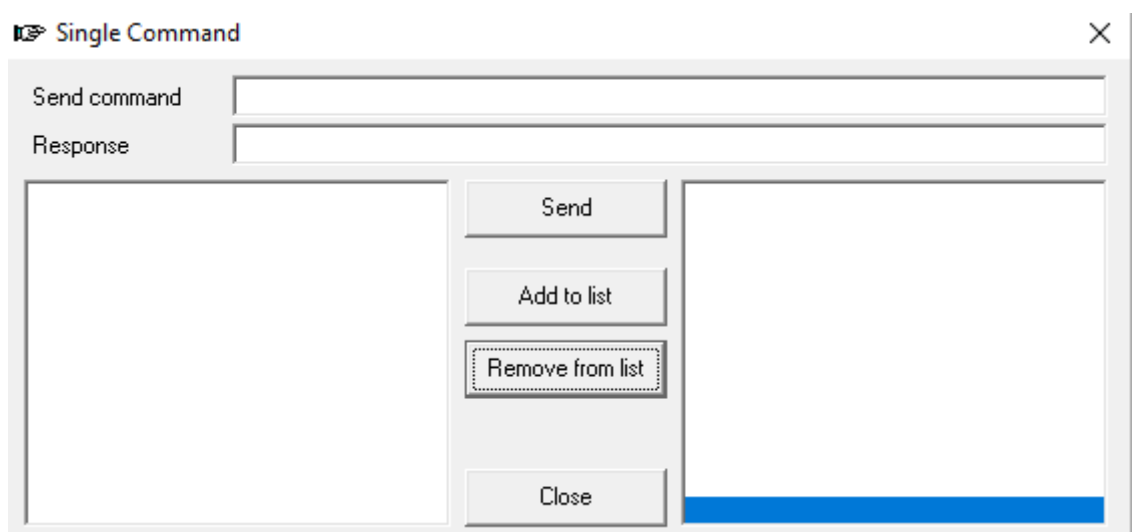 Single Command
Send command
Response
Send
Add to list
Remove from list
Close